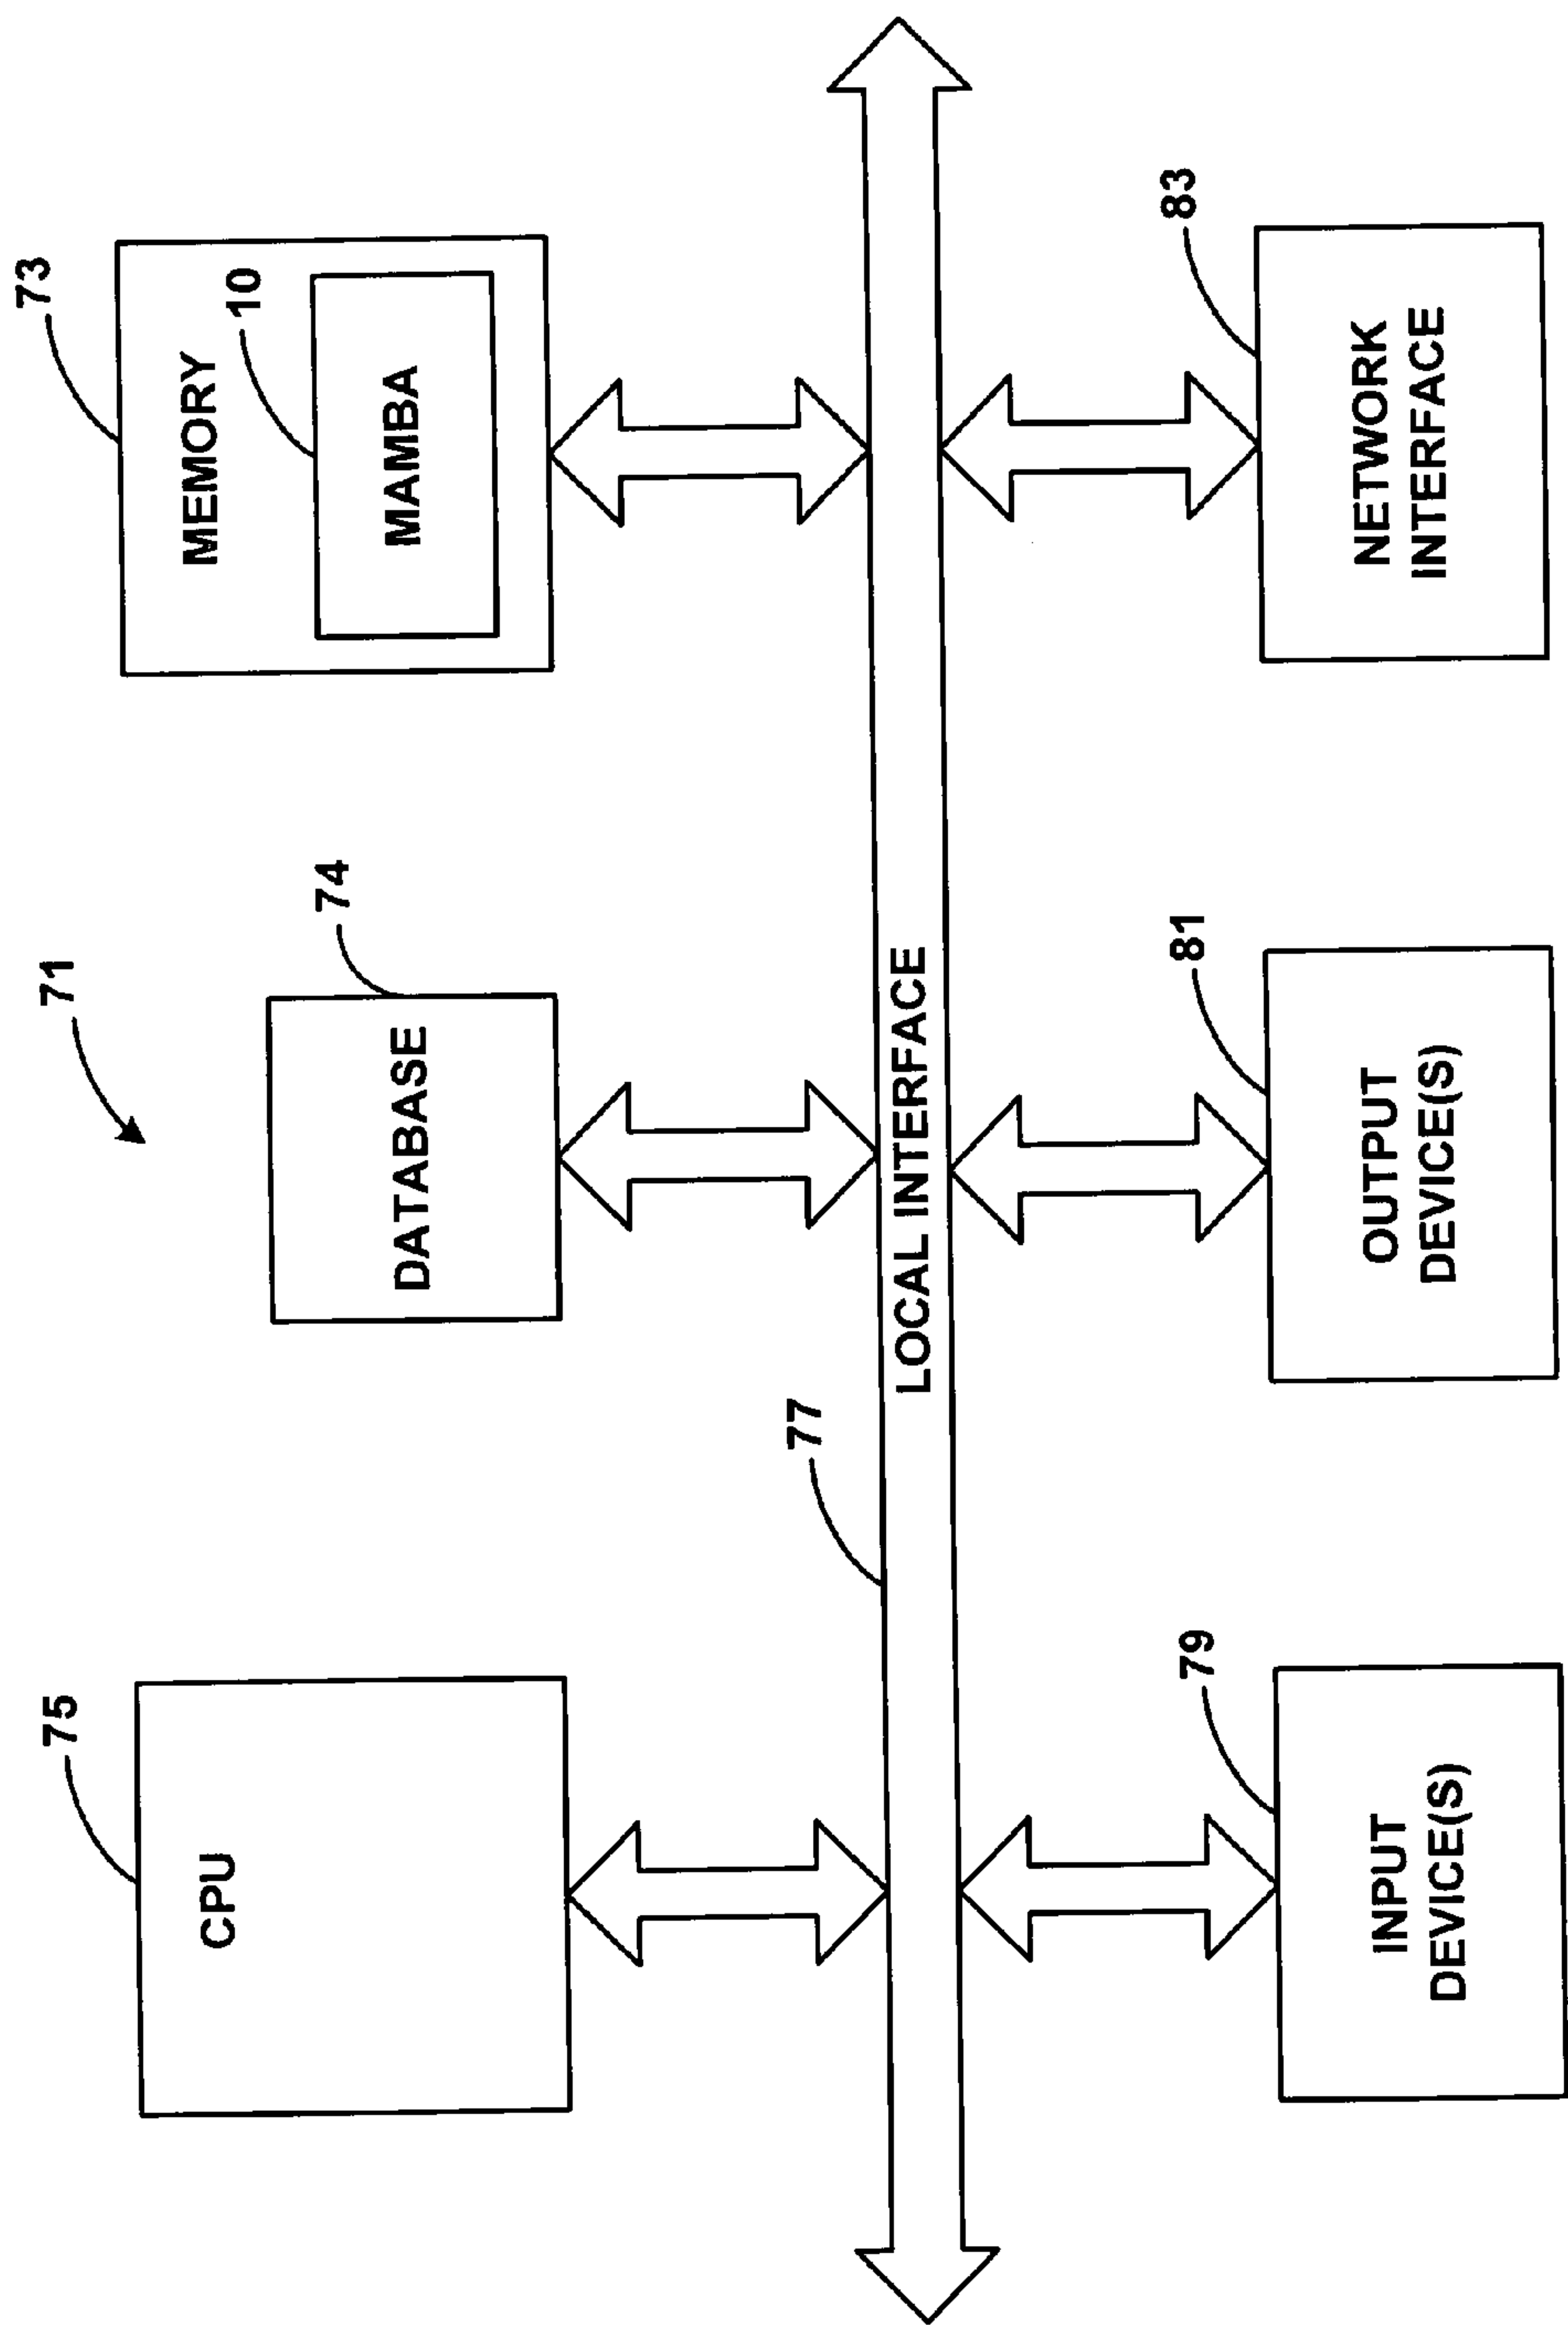 71
75
CPU
74
DATABASE
73
MEMORY
10
MAMBA
77
LOCAL INTERFACE
79
INPUT
DEVICE(S)
81
OUTPUT
DEVICE(S)
83
NETWORK
INTERFACE